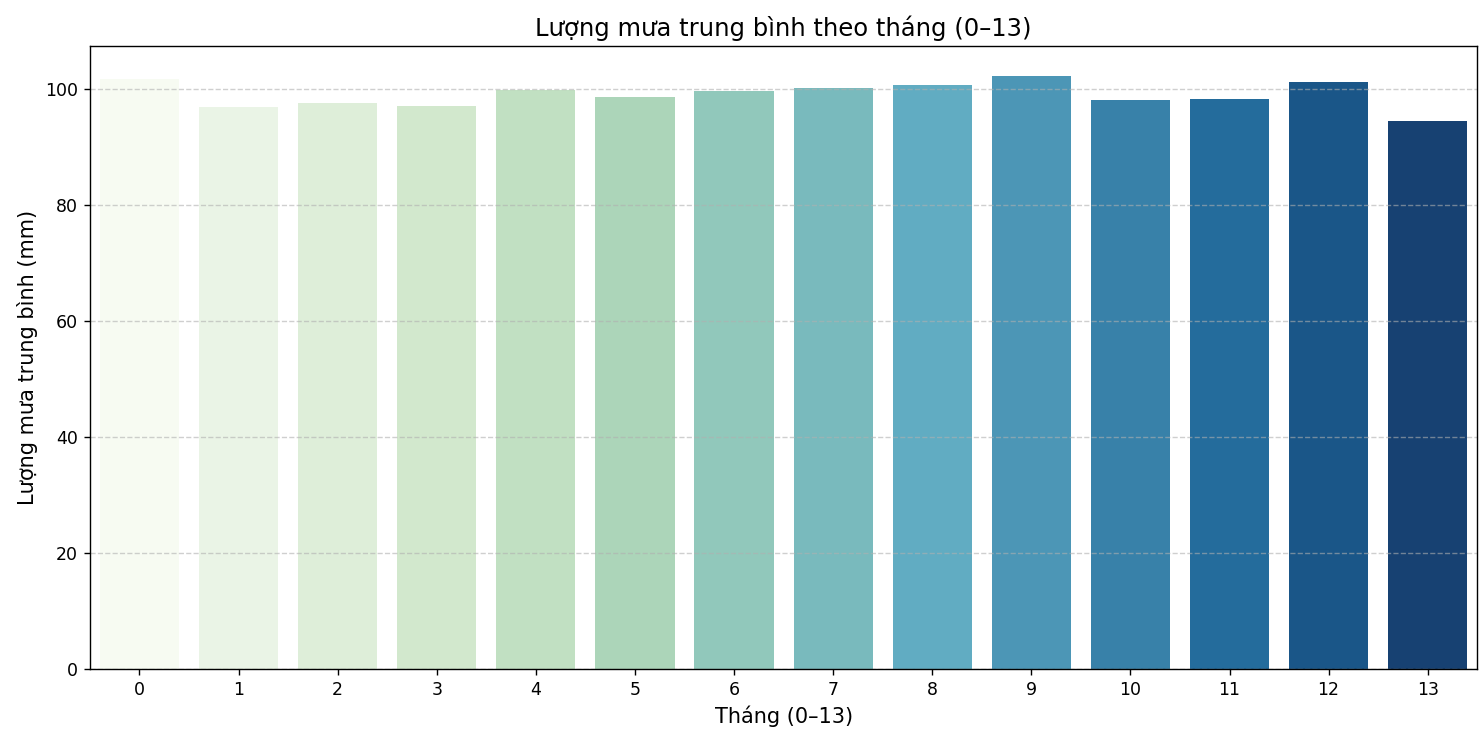 Lượng mưa trung bình theo tháng (0–13)
Lượng mưa trung bình (mm)
100
80
60
40
20
0
0 1 2 3 4 5 6 7 8 9 10 11 12 13
Tháng (0–13)